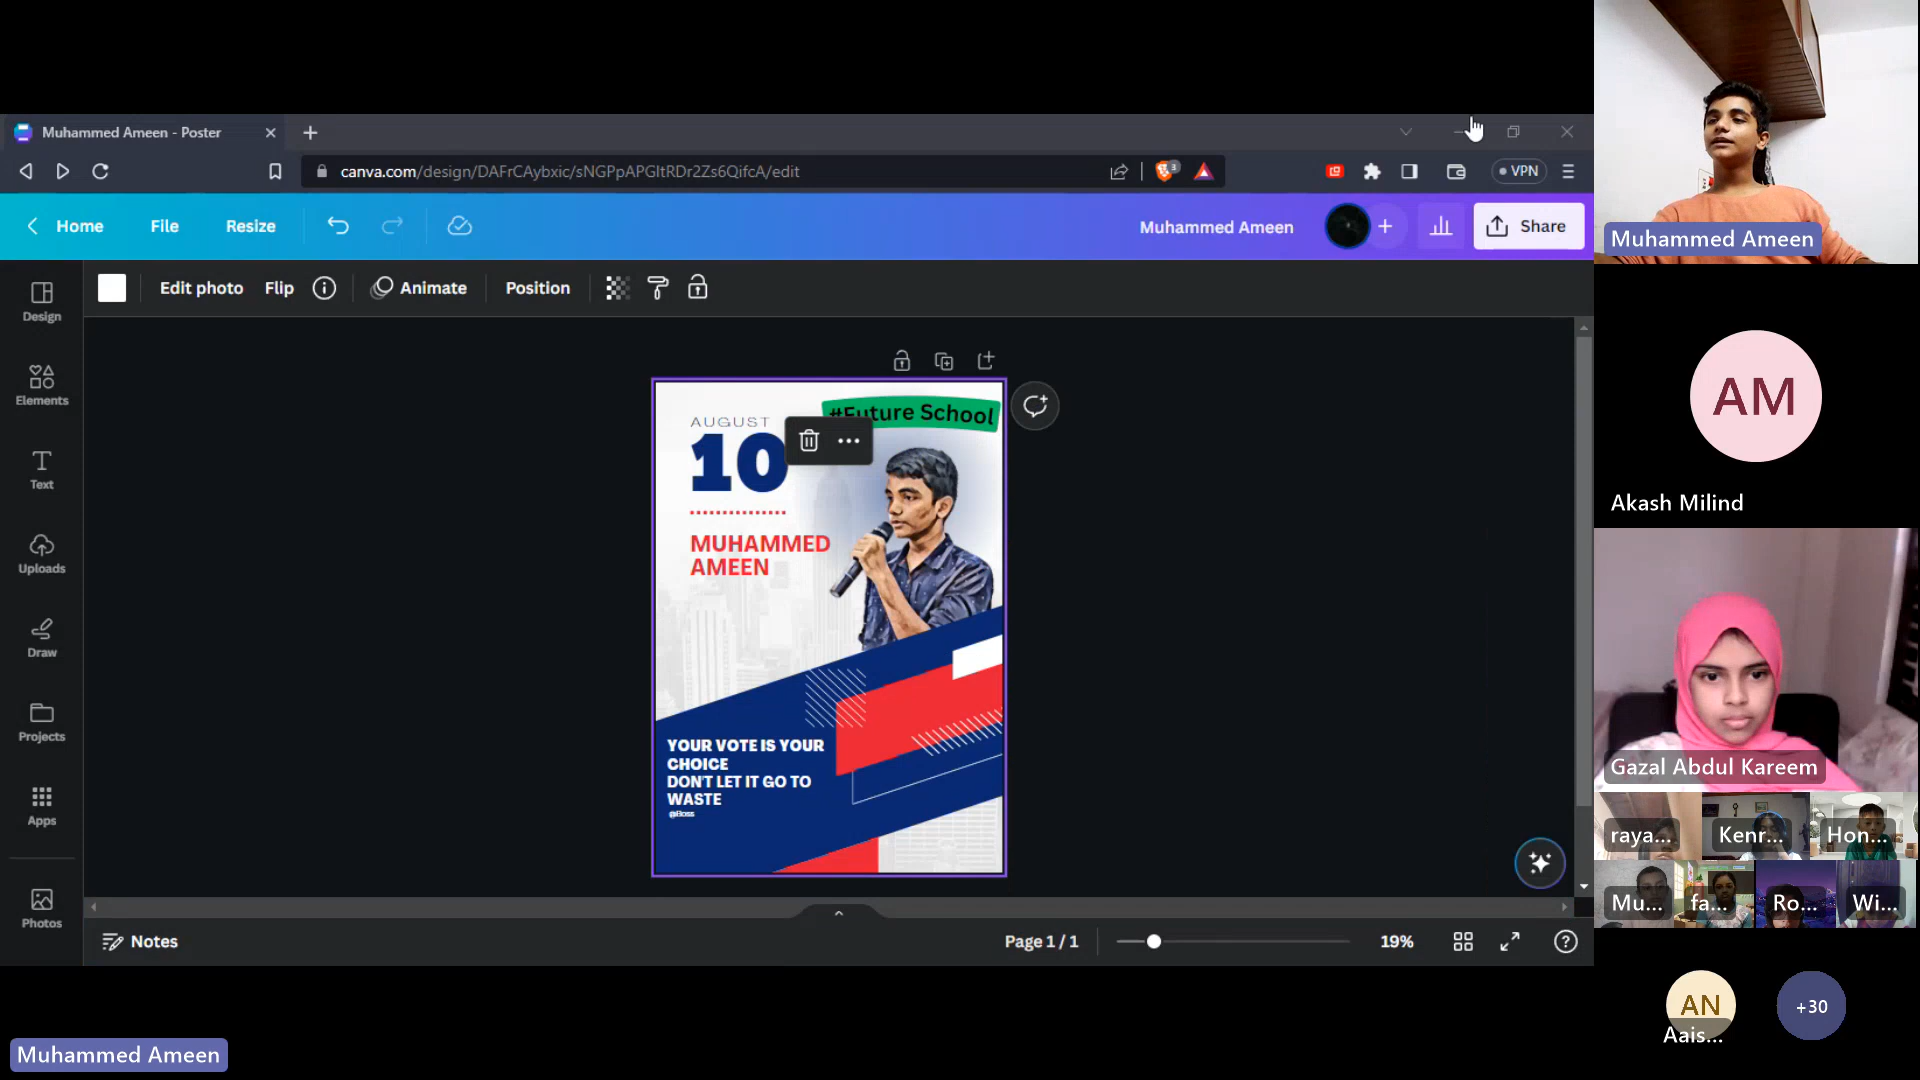 Muhammed Ameen - Poster
canva.com/design/DAFrCAybxic/sNGPpAPGItRDr2Zs6QifcA/edit
3
VPN
Home
File
Resize
Muhammed Ameen
Share
Edit photo
Flip
Animate
Position
Design
Elements
Text
Uploads
Draw
Projects
Apps
Photos
#Future School
AUGUST
10
MUHAMMED
AMEEN
YOUR VOTE IS YOUR
CHOICE
DON'T LET IT GO TO
WASTE
@Boss
Notes
Page 1 / 1
19%
Muhammed Ameen
Muhammed Ameen
AM
Akash Milind
Gazal Abdul Kareem
raya...
Kenr...
Hon...
Mu...
fa...
Ro...
Wi...
AN
Aais...
+30